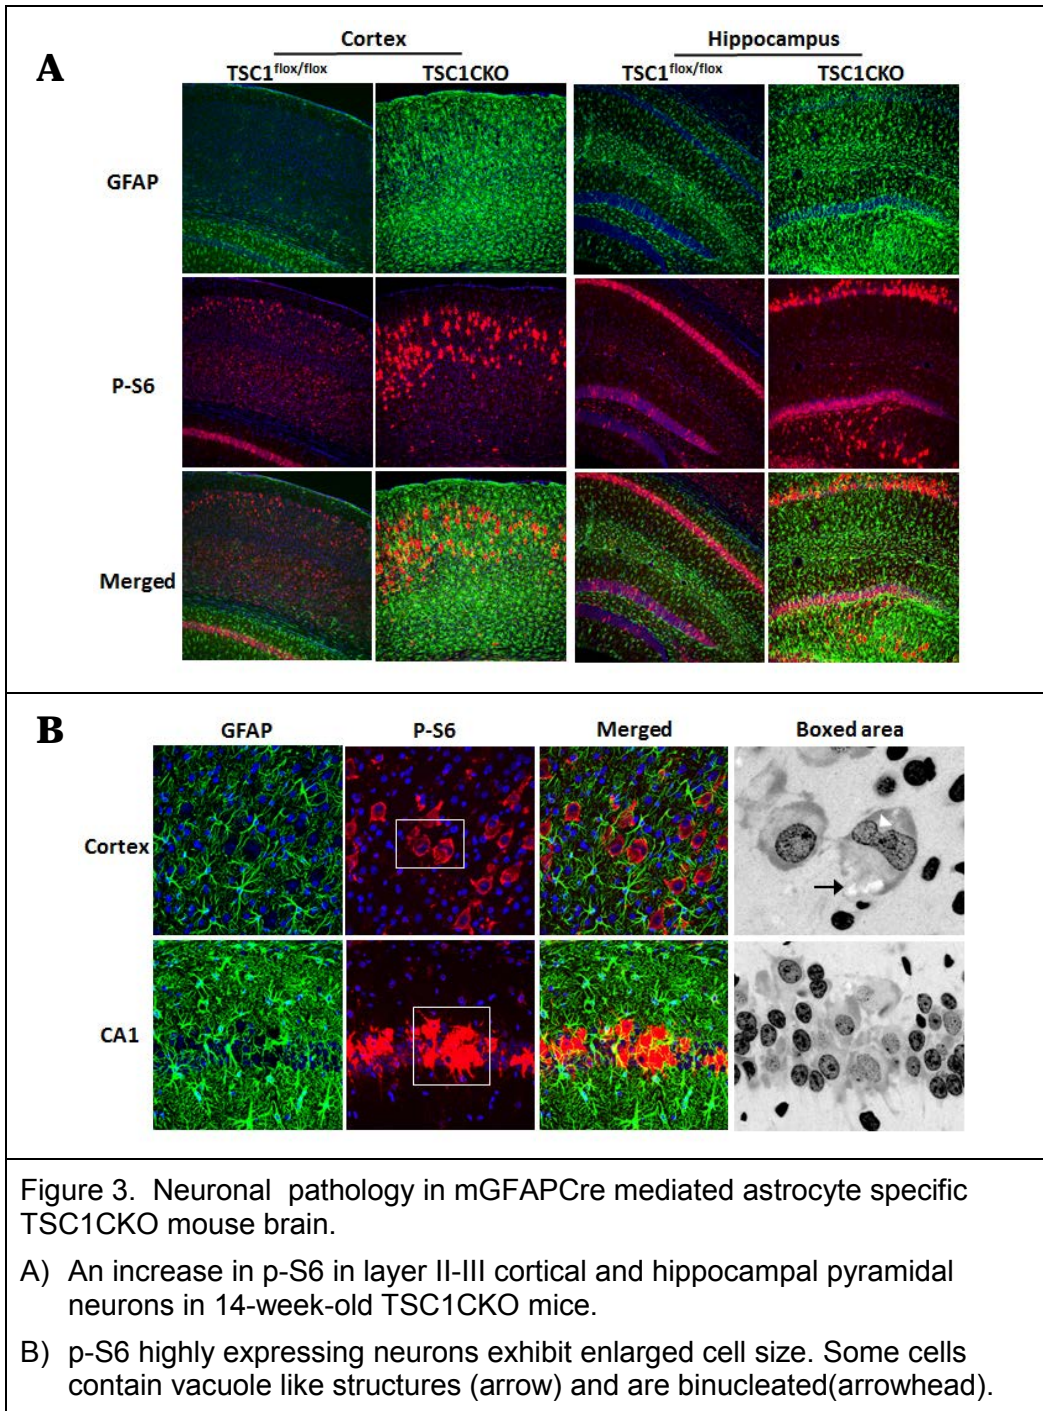 Cortex Hippocampus
A TSC1flox/flox TSC1CKO TSC1flox/flox TSC1CKO
GFAP
P-S6
Merged
B GFAP P-S6 Merged Boxed area
Cortex
CA1
Figure 3.  Neuronal  pathology in mGFAPCre mediated astrocyte specific
TSC1CKO mouse brain.
A) An increase in p-S6 in layer II-III cortical and hippocampal pyramidal
neurons in 14-week-old TSC1CKO mice.
B) p-S6 highly expressing neurons exhibit enlarged cell size. Some cells
contain vacuole like structures (arrow) and are binucleated(arrowhead).